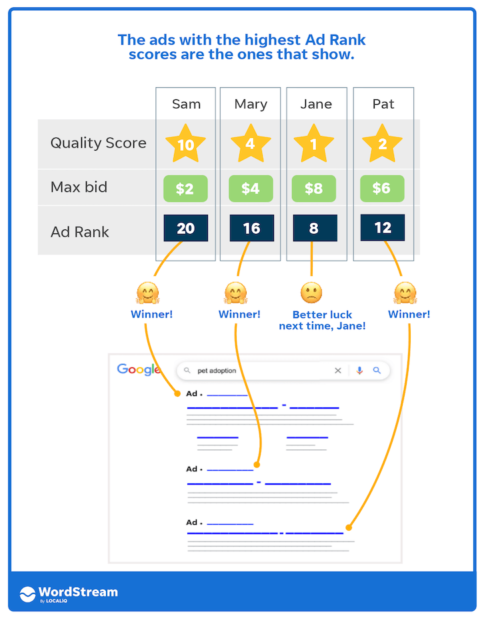 The ads with the highest Ad Rank
scores are the ones that show.
Sam Mary Jane Pat
Quality Score 10 4 1 2
Max bid $2 $4 $8 $6
Ad Rank 20 16 8 12
Winner! Winner! Better luck Winner!
next time, Jane!
Google pet adoption
Ad •
Ad •
Ad •
WordStream
By LOCALiQ